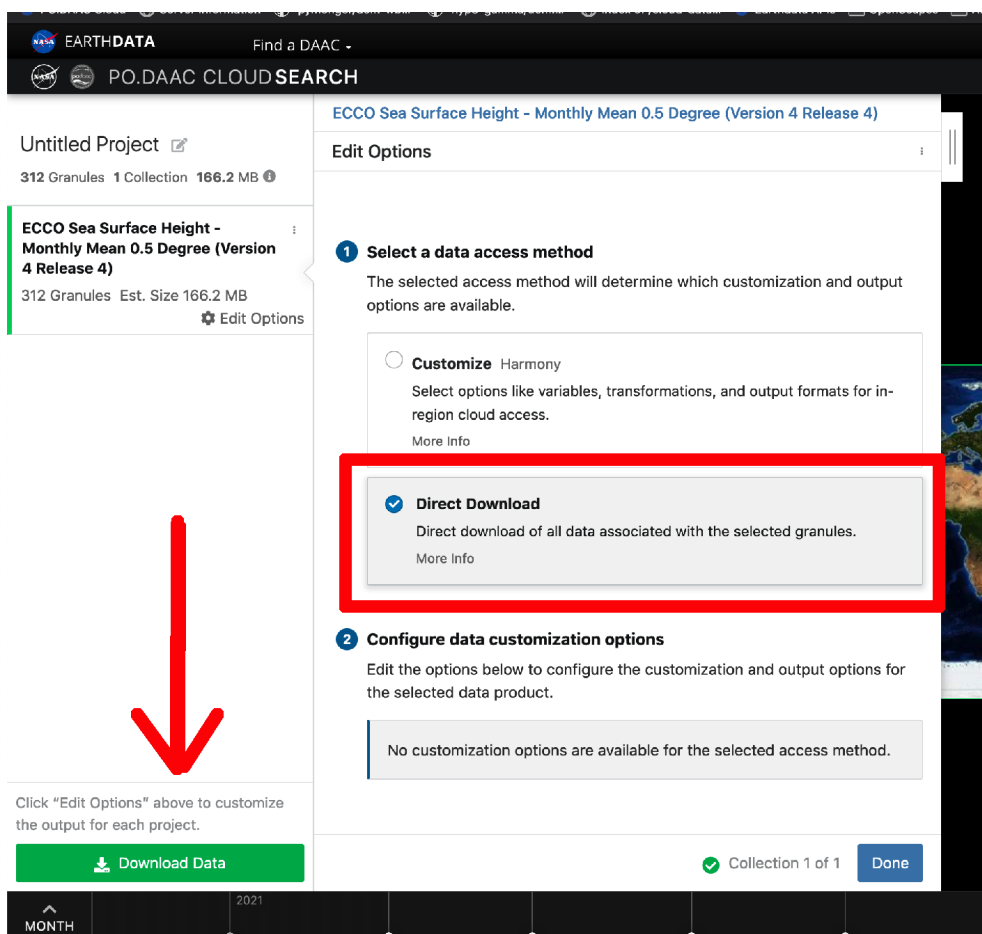 EARTHDATA
Find a DAAC
PO.DAAC CLOUD SEARCH
ECCO Sea Surface Height - Monthly Mean 0.5 Degree (Version 4 Release 4)
Untitled Project
Edit Options
312 Granules 1 Collection 166.2 MB
ECCO Sea Surface Height -
Monthly Mean 0.5 Degree (Version
4 Release 4)
312 Granules Est. Size 166.2 MB
Edit Options
1 Select a data access method
The selected access method will determine which customization and output
options are available.
Customize Harmony
Select options like variables, transformations, and output formats for in-
region cloud access.
More Info
Direct Download
Direct download of all data associated with the selected granules.
More Info
2 Configure data customization options
Edit the options below to configure the customization and output options for
the selected data product.
No customization options are available for the selected access method.
Click "Edit Options" above to customize
the output for each project.
Download Data
Collection 1 of 1
Done
2021
MONTH